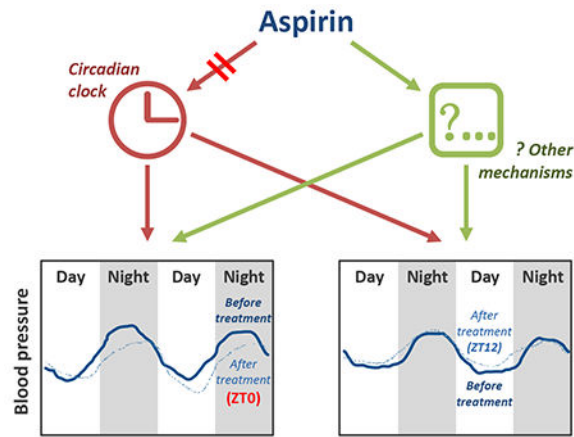 Aspirin
Circadian
clock
?....
? Other
mechanisms
Blood pressure
Day Night Day Night
Before
treatment
After
treatment
(ZT0)
Day Night Day Night
After
treatment
(ZT12)
Before
treatment